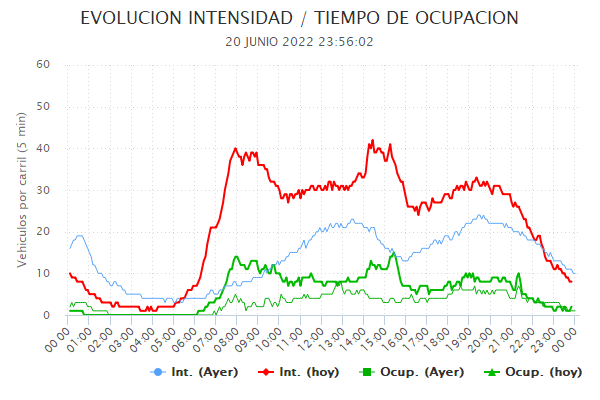 EVOLUCION INTENSIDAD / TIEMPO DE OCUPACION
20 JUNIO 2022 23:56:02
Vehiculos por carril (5 min)
60
50
40
30
20
10
0
00:00 01:00 02:00 03:00 04:00 05:00 06:00 07:00 08:00 09:00 10:00 11:00 12:00 13:00 14:00 15:00 16:00 17:00 18:00 19:00 20:00 21:00 22:00 23:00 00:00
Int. (Ayer) Int. (hoy) Ocup. (Ayer) Ocup. (hoy)